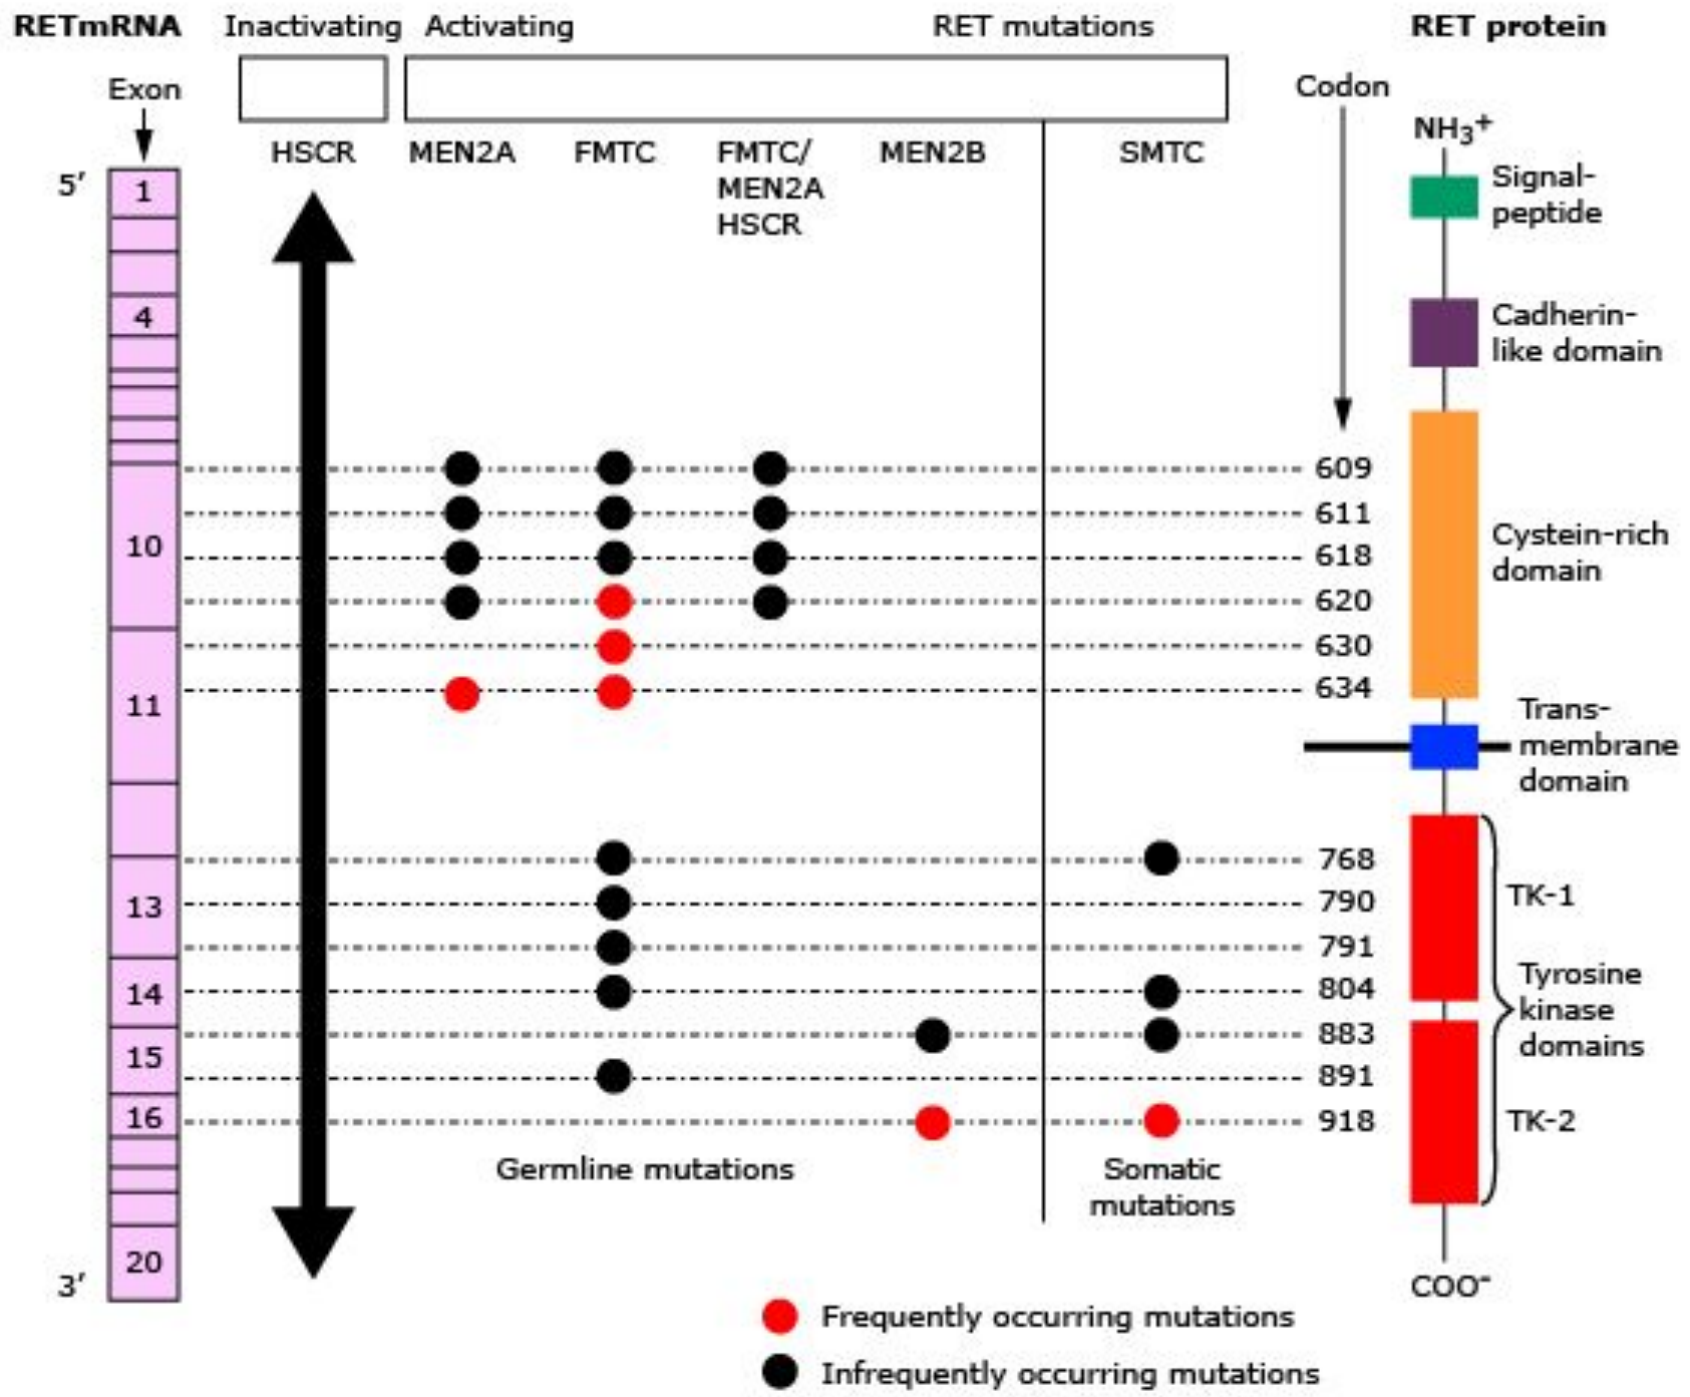 RETmRNA
Inactivating
Activating
RET mutations
RET protein
Exon
Codon
HSCR
MEN2A
FMTC
FMTC/
MEN2A
HSCR
MEN2B
SMTC
NH3+
5′
1
4
10
11
13
14
15
16
20
3′
609
611
618
620
630
634
768
790
791
804
883
891
918
Signal-
peptide
Cadherin-
like domain
Cystein-rich
domain
Trans-
membrane
domain
TK-1
Tyrosine
kinase
domains
TK-2
COO-
Germline mutations
Somatic
mutations
Frequently occurring mutations
Infrequently occurring mutations